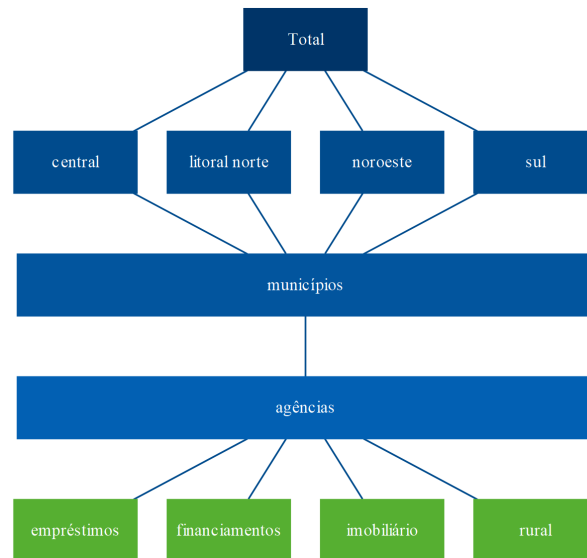 Total
central
litoral norte
noroeste
sul
municípios
agências
empréstimos
financiamentos
imobiliário
rural